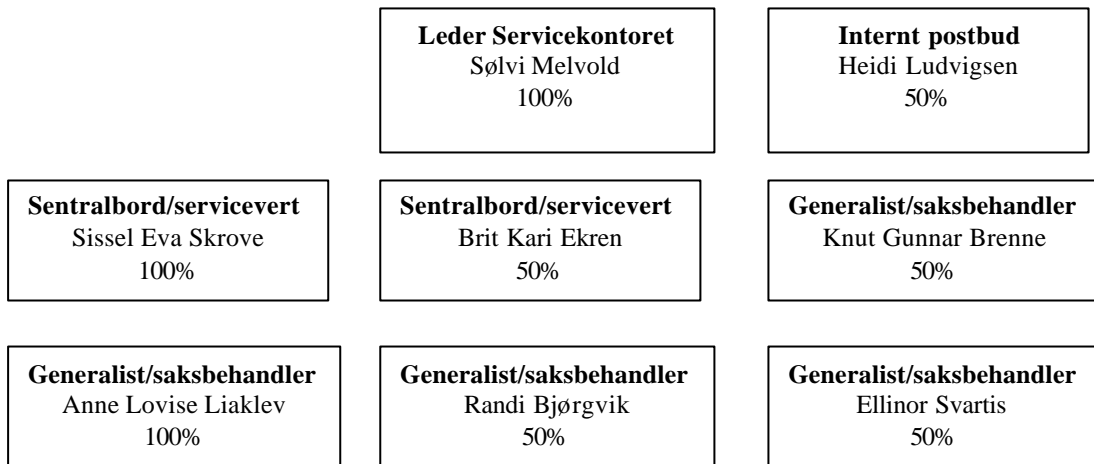 Leder Servicekontoret
Sølvi Melvold
100%
Internt postbud
Heidi Ludvigsen
50%
Sentralbord/servicevert
Sissel Eva Skrove
100%
Sentralbord/servicevert
Brit Kari Ekren
50%
Generalist/saksbehandler
Knut Gunnar Brenne
50%
Generalist/saksbehandler
Anne Lovise Liaklev
100%
Generalist/saksbehandler
Randi Bjørgvik
50%
Generalist/saksbehandler
Ellinor Svartis
50%